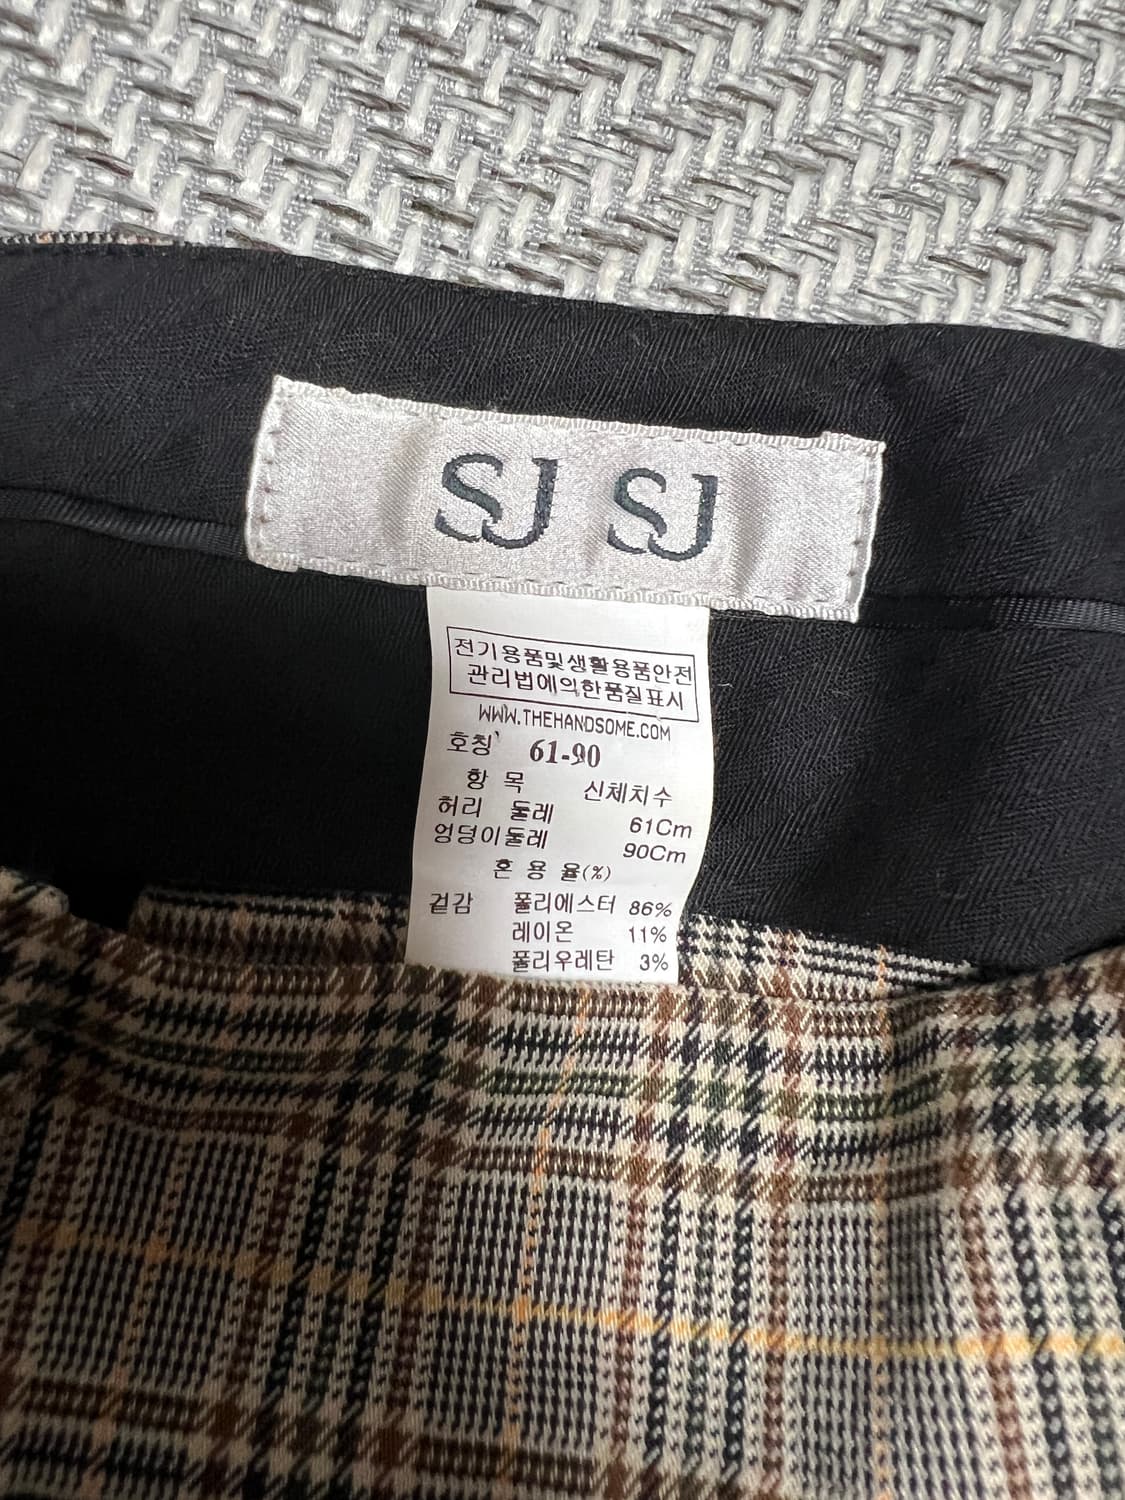 SJ SJ
전기용품및생활용품안전
관리법에의한품질표시
WWW.THEHANDSOME.COM
호칭 61-90
항 목 신체치수
허리 둘레 61Cm
엉덩이둘레 90Cm
혼 용 율(%)
겉감 폴리에스터 86%
레이온 11%
폴리우레탄 3%